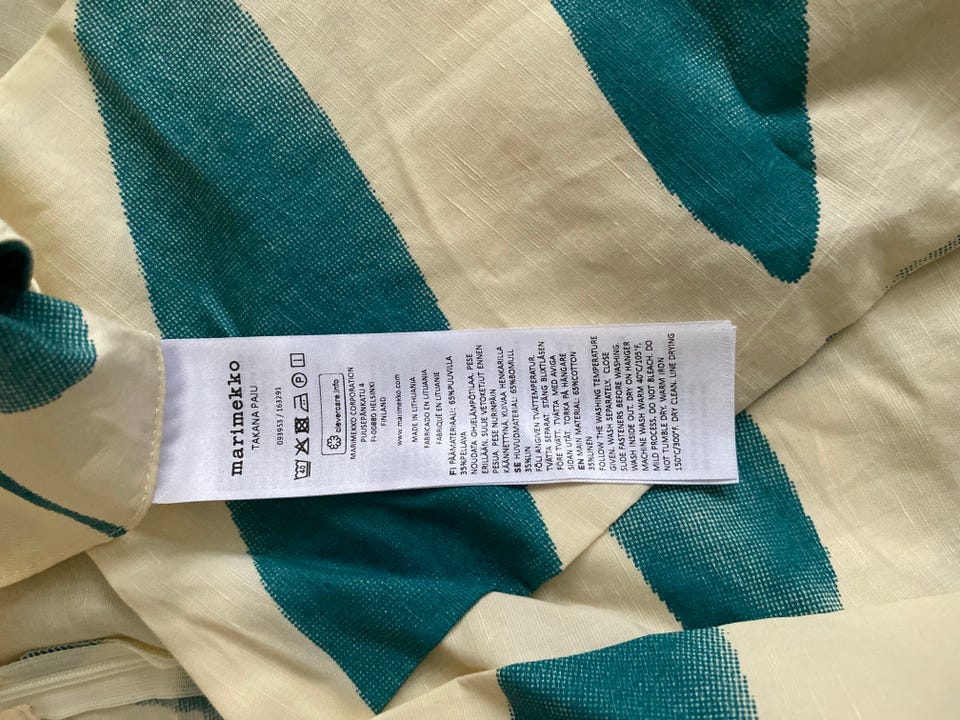 marimekko
TAKANA PAJU
093953 / 163291
clevercare.info
MARIMEKKO CORPORATION
PUUSEPÄNKATU 4
FI-00880 HELSINKI
FINLAND
www.marimekko.com
MADE IN LITHUANIA
FABRICADO EN LITUANIA
FABRIQUÉ EN LITUANIE
FI PÄÄMATERIAALI: 65%PUUVILLA
35%PELLAVA
NOUDATA OHJELÄMPÖTILAA. PESE
ERILLÄÄN. SULJE VETOKETJUT ENNEN
PESUA. PESE NURINPÄIN
KÄÄNNETTYNÄ. KUIVAA HENKARILLA
SE HUVUDMATERIAL: 65%BOMULL
35%LIN
FÖLJ ANGIVEN TVÄTTEMPERATUR.
TVÄTTA SEPARAT. STÄNG BLIXTLÅSEN
FÖRE TVÄTT. TVÄTTA MED AVIGA
SIDAN UTÅT. TORKA PÅ HÄNGARE
EN MAIN MATERIAL: 65%COTTON
35%LINEN
FOLLOW THE WASHING TEMPERATURE
GIVEN. WASH SEPARATELY. CLOSE
SLIDE FASTENERS BEFORE WASHING.
WASH INSIDE OUT. DRY ON HANGER
MACHINE WASH WARM 40°C/105°F,
MILD PROCESS. DO NOT BLEACH. DO
NOT TUMBLE DRY. WARM IRON
150°C/300°F. DRY CLEAN. LINE DRYING